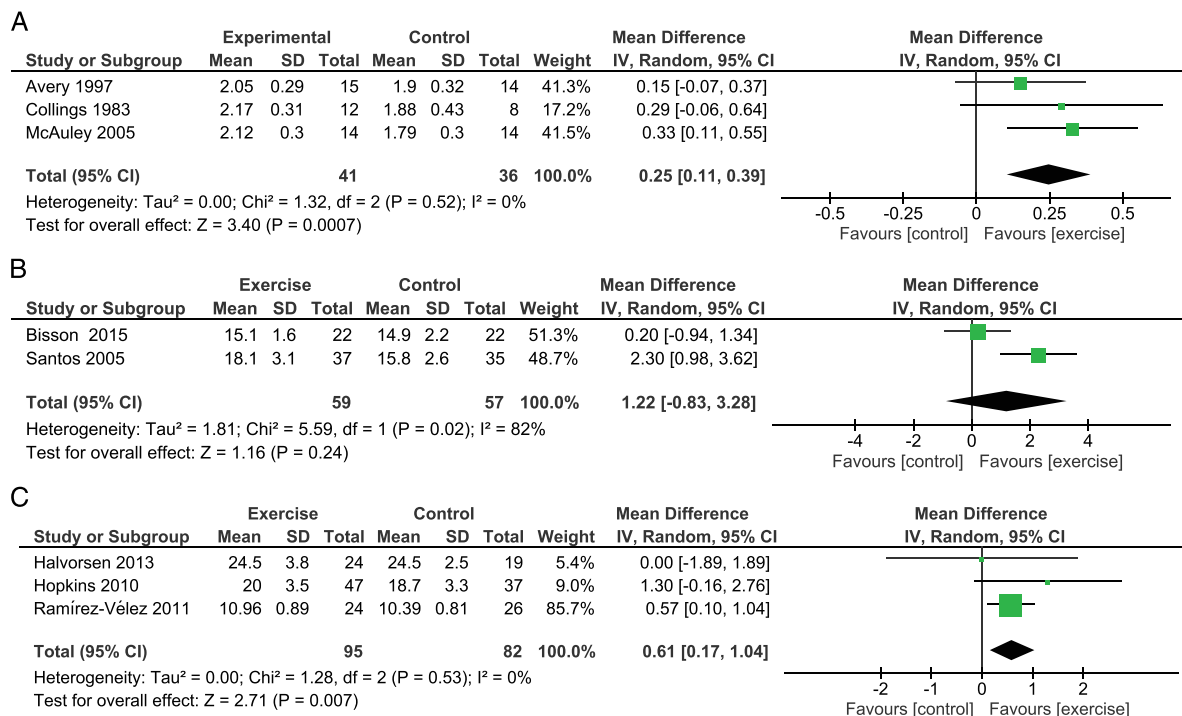 A
Experimental Control Mean Difference Mean Difference
Study or Subgroup Mean SD Total Mean SD Total Weight IV, Random, 95% CI IV, Random, 95% CI
Avery 1997 2.05 0.29 15 1.9 0.32 14 41.3% 0.15 [-0.07, 0.37]
Collings 1983 2.17 0.31 12 1.88 0.43 8 17.2% 0.29 [-0.06, 0.64]
McAuley 2005 2.12 0.3 14 1.79 0.3 14 41.5% 0.33 [0.11, 0.55]
Total (95% CI) 41 36 100.0% 0.25 [0.11, 0.39]
Heterogeneity: Tau² = 0.00; Chi² = 1.32, df = 2 (P = 0.52); I² = 0%
Test for overall effect: Z = 3.40 (P = 0.0007)
-0.5 -0.25 0 0.25 0.5
Favours [control] Favours [exercise]
B
Exercise Control Mean Difference Mean Difference
Study or Subgroup Mean SD Total Mean SD Total Weight IV, Random, 95% CI IV, Random, 95% CI
Bisson 2015 15.1 1.6 22 14.9 2.2 22 51.3% 0.20 [-0.94, 1.34]
Santos 2005 18.1 3.1 37 15.8 2.6 35 48.7% 2.30 [0.98, 3.62]
Total (95% CI) 59 57 100.0% 1.22 [-0.83, 3.28]
Heterogeneity: Tau² = 1.81; Chi² = 5.59, df = 1 (P = 0.02); I² = 82%
Test for overall effect: Z = 1.16 (P = 0.24)
-4 -2 0 2 4
Favours [control] Favours [exercise]
C
Exercise Control Mean Difference Mean Difference
Study or Subgroup Mean SD Total Mean SD Total Weight IV, Random, 95% CI IV, Random, 95% CI
Halvorsen 2013 24.5 3.8 24 24.5 2.5 19 5.4% 0.00 [-1.89, 1.89]
Hopkins 2010 20 3.5 47 18.7 3.3 37 9.0% 1.30 [-0.16, 2.76]
Ramírez-Vélez 2011 10.96 0.89 24 10.39 0.81 26 85.7% 0.57 [0.10, 1.04]
Total (95% CI) 95 82 100.0% 0.61 [0.17, 1.04]
Heterogeneity: Tau² = 0.00; Chi² = 1.28, df = 2 (P = 0.53); I² = 0%
Test for overall effect: Z = 2.71 (P = 0.007)
-2 -1 0 1 2
Favours [control] Favours [exercise]